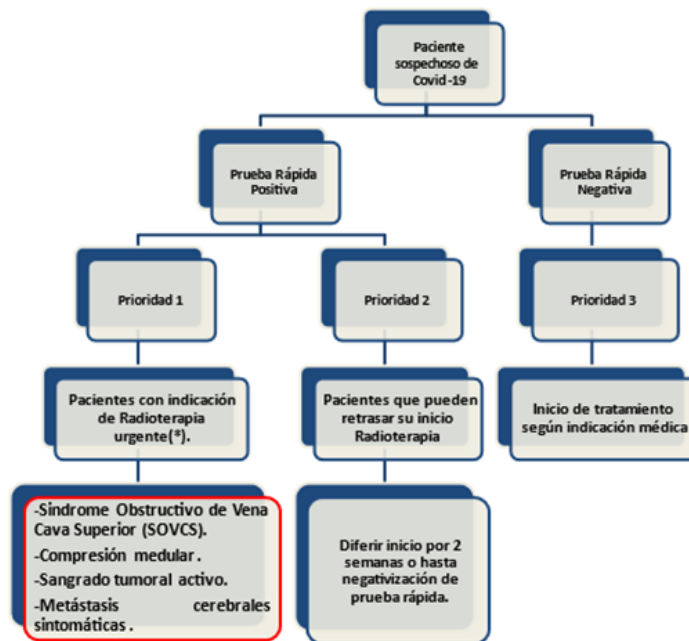 Paciente
sospechoso de
Covid -19
Prueba Rápida
Positiva
Prueba Rápida
Negativa
Prioridad 1
Prioridad 2
Prioridad 3
Pacientes con indicación
de Radioterapia
urgente(*).
Pacientes que pueden
retrasar su inicio
Radioterapia
Inicio de tratamiento
según indicación médica
-Sindrome Obstructivo de Vena
Cava Superior (SOVCS).
-Compresión medular.
-Sangrado tumoral activo.
-Metástasis cerebrales
sintomáticas.
Diferir inicio por 2
semanas o hasta
negativización de
prueba rápida.